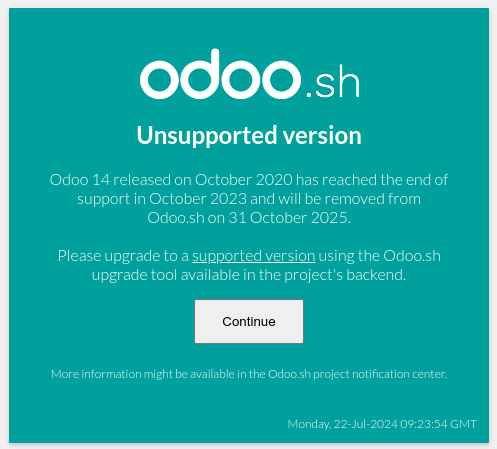 odoo.sh
Unsupported version
Odoo 14 released on October 2020 has reached the end of
support in October 2023 and will be removed from
Odoo.sh on 31 October 2025.
Please upgrade to a supported version using the Odoo.sh
upgrade tool available in the project's backend.
Continue
More information might be available in the Odoo.sh project notification center.
Monday, 22-Jul-2024 09:23:54 GMT